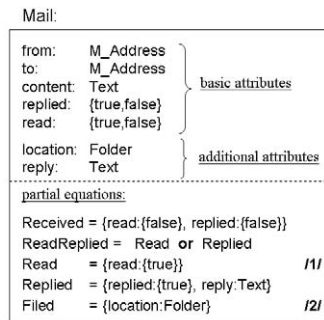 Mail:
from: M_Address
to: M_Address
content: Text
replied: {true,false}
read: {true,false}
basic attributes
location: Folder
reply: Text
additional attributes
partial equations:
Received = {read:{false}, replied:{false}}
ReadReplied = Read or Replied
Read = {read:{true}} /1/
Replied = {replied:{true}, reply:Text}
Filed = {location:Folder} /2/